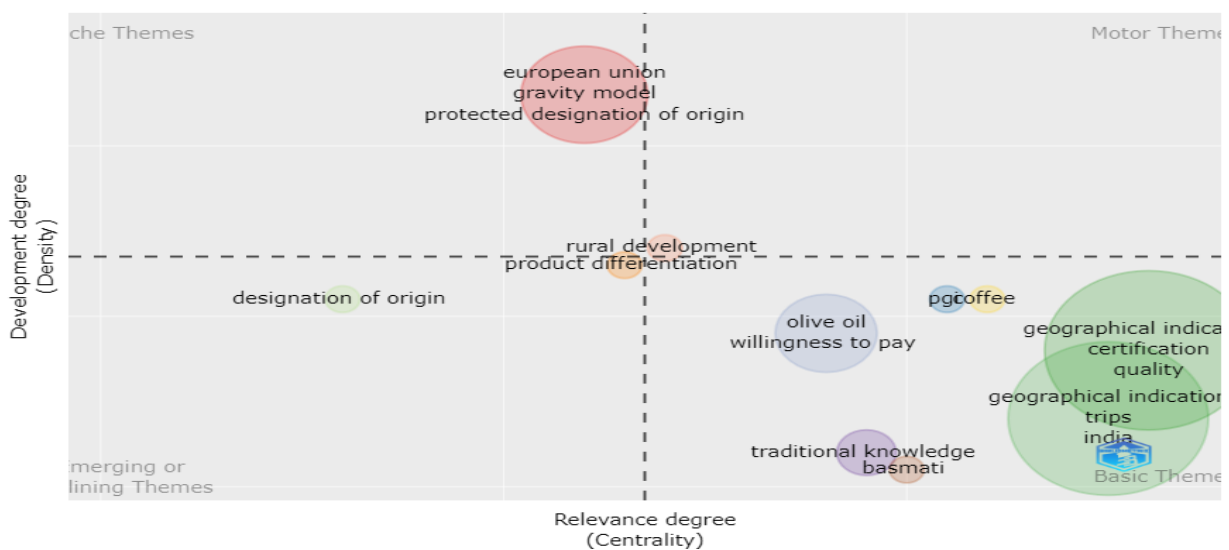 che Themes
Motor Theme
european union
gravity model
protected designation of origin
rural development
product differentiation
designation of origin
pgi
coffee
olive oil
willingness to pay
geographical indica
certification
quality
geographical indication
trips
india
traditional knowledge
basmati
merging or
lining Themes
Basic Theme
Development degree
(Density)
Relevance degree
(Centrality)